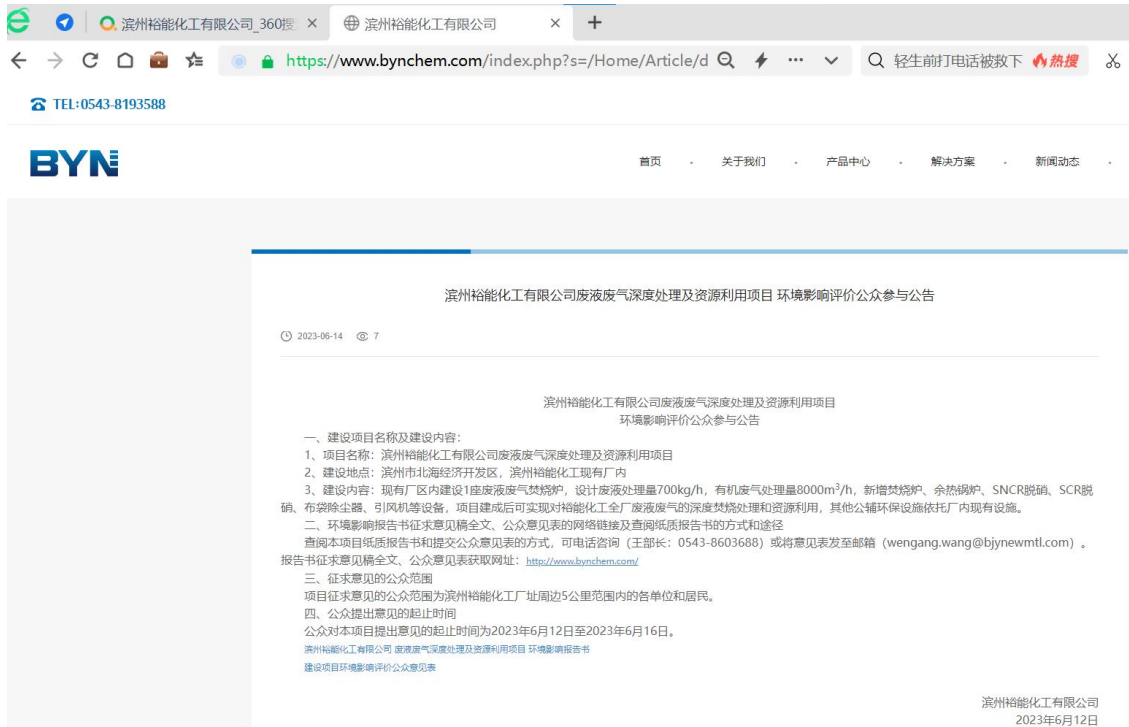 滨州裕能化工有限公司_360搜
滨州裕能化工有限公司
https://www.bynchem.com/index.php?s=/Home/Article/d
轻生前打电话被救下 热搜
TEL:0543-8193588
BYN
首页 · 关于我们 · 产品中心 · 解决方案 · 新闻动态 ·
滨州裕能化工有限公司废液废气深度处理及资源利用项目 环境影响评价公众参与公告
2023-06-14 7
滨州裕能化工有限公司废液废气深度处理及资源利用项目
环境影响评价公众参与公告
一、建设项目名称及建设内容：
1、项目名称：滨州裕能化工有限公司废液废气深度处理及资源利用项目
2、建设地点：滨州市北海经济开发区，滨州裕能化工现有厂内
3、建设内容：现有厂区内建设1座废液废气焚烧炉，设计废液处理量700kg/h，有机废气处理量8000m³/h，新增焚烧炉、余热锅炉、SNCR脱硝、SCR脱
硝、布袋除尘器、引风机等设备，项目建成后可实现对裕能化工全厂废液废气的深度焚烧处理和资源利用，其他公辅环保设施依托厂内现有设施。
二、环境影响报告书征求意见稿全文、公众意见表的网络链接及查阅纸质报告书的方式和途径
查阅本项目纸质报告书和提交公众意见表的方式，可电话咨询（王部长：0543-8603688）或将意见表发至邮箱（wengang.wang@bjynewmtl.com）。
报告书征求意见稿全文、公众意见表获取网址：http://www.bynchem.com/
三、征求意见的公众范围
项目征求意见的公众范围为滨州裕能化工厂址周边5公里范围内的各单位和居民。
四、公众提出意见的起止时间
公众对本项目提出意见的起止时间为2023年6月12日至2023年6月16日。
滨州裕能化工有限公司 废液废气深度处理及资源利用项目 环境影响报告书
建设项目环境影响评价公众意见表
滨州裕能化工有限公司
2023年6月12日